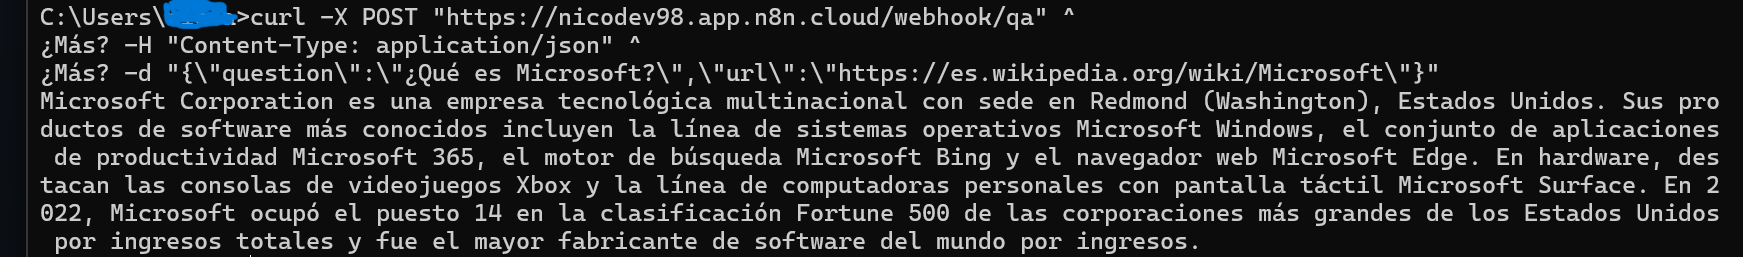 C:\Users\>curl -X POST "https://nicodev98.app.n8n.cloud/webhook/qa" ^
¿Más? -H "Content-Type: application/json" ^
¿Más? -d "{\"question\":\"¿Qué es Microsoft?\",\"url\":\"https://es.wikipedia.org/wiki/Microsoft\"}"
Microsoft Corporation es una empresa tecnológica multinacional con sede en Redmond (Washington), Estados Unidos. Sus pro
ductos de software más conocidos incluyen la línea de sistemas operativos Microsoft Windows, el conjunto de aplicaciones
 de productividad Microsoft 365, el motor de búsqueda Microsoft Bing y el navegador web Microsoft Edge. En hardware, des
tacan las consolas de videojuegos Xbox y la línea de computadoras personales con pantalla táctil Microsoft Surface. En 2
022, Microsoft ocupó el puesto 14 en la clasificación Fortune 500 de las corporaciones más grandes de los Estados Unidos
 por ingresos totales y fue el mayor fabricante de software del mundo por ingresos.